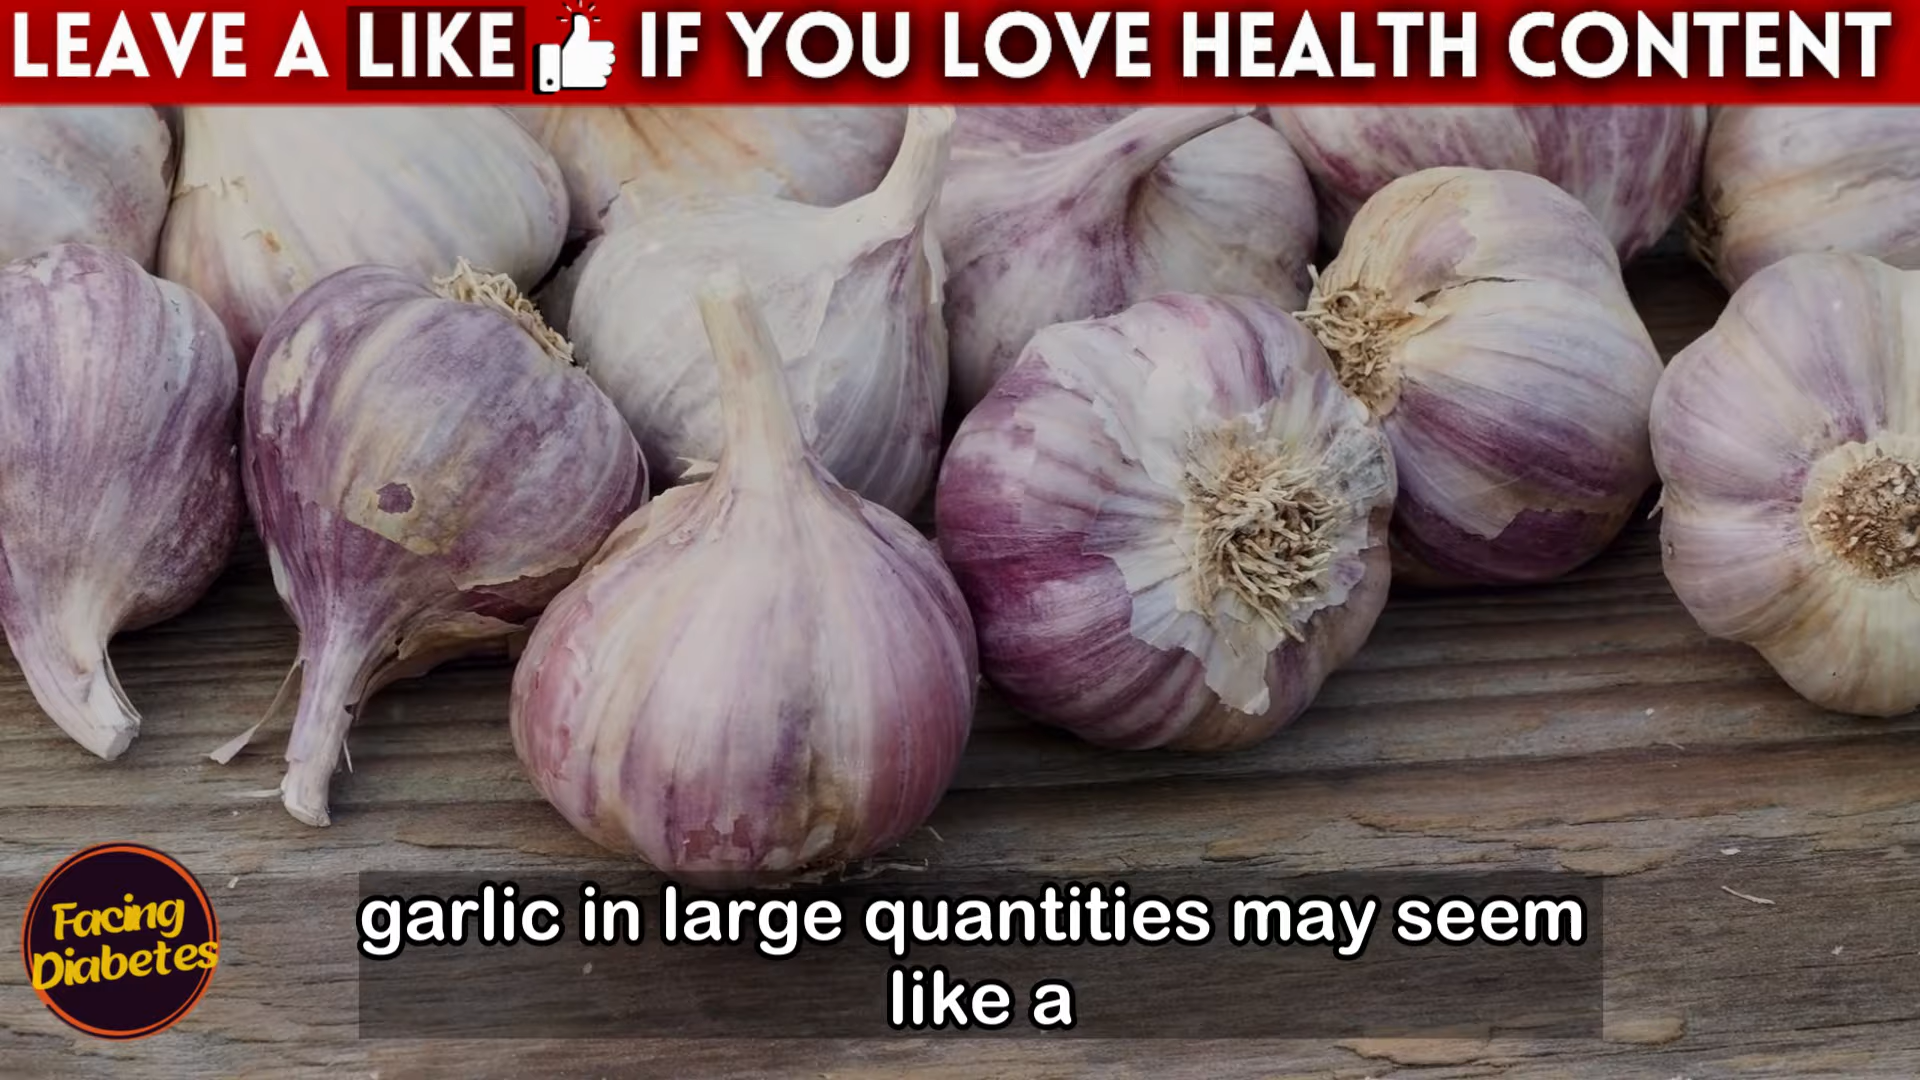 LEAVE A LIKE IF YOU LOVE HEALTH CONTENT
garlic in large quantities may seem
like a
Facing
Diabetes